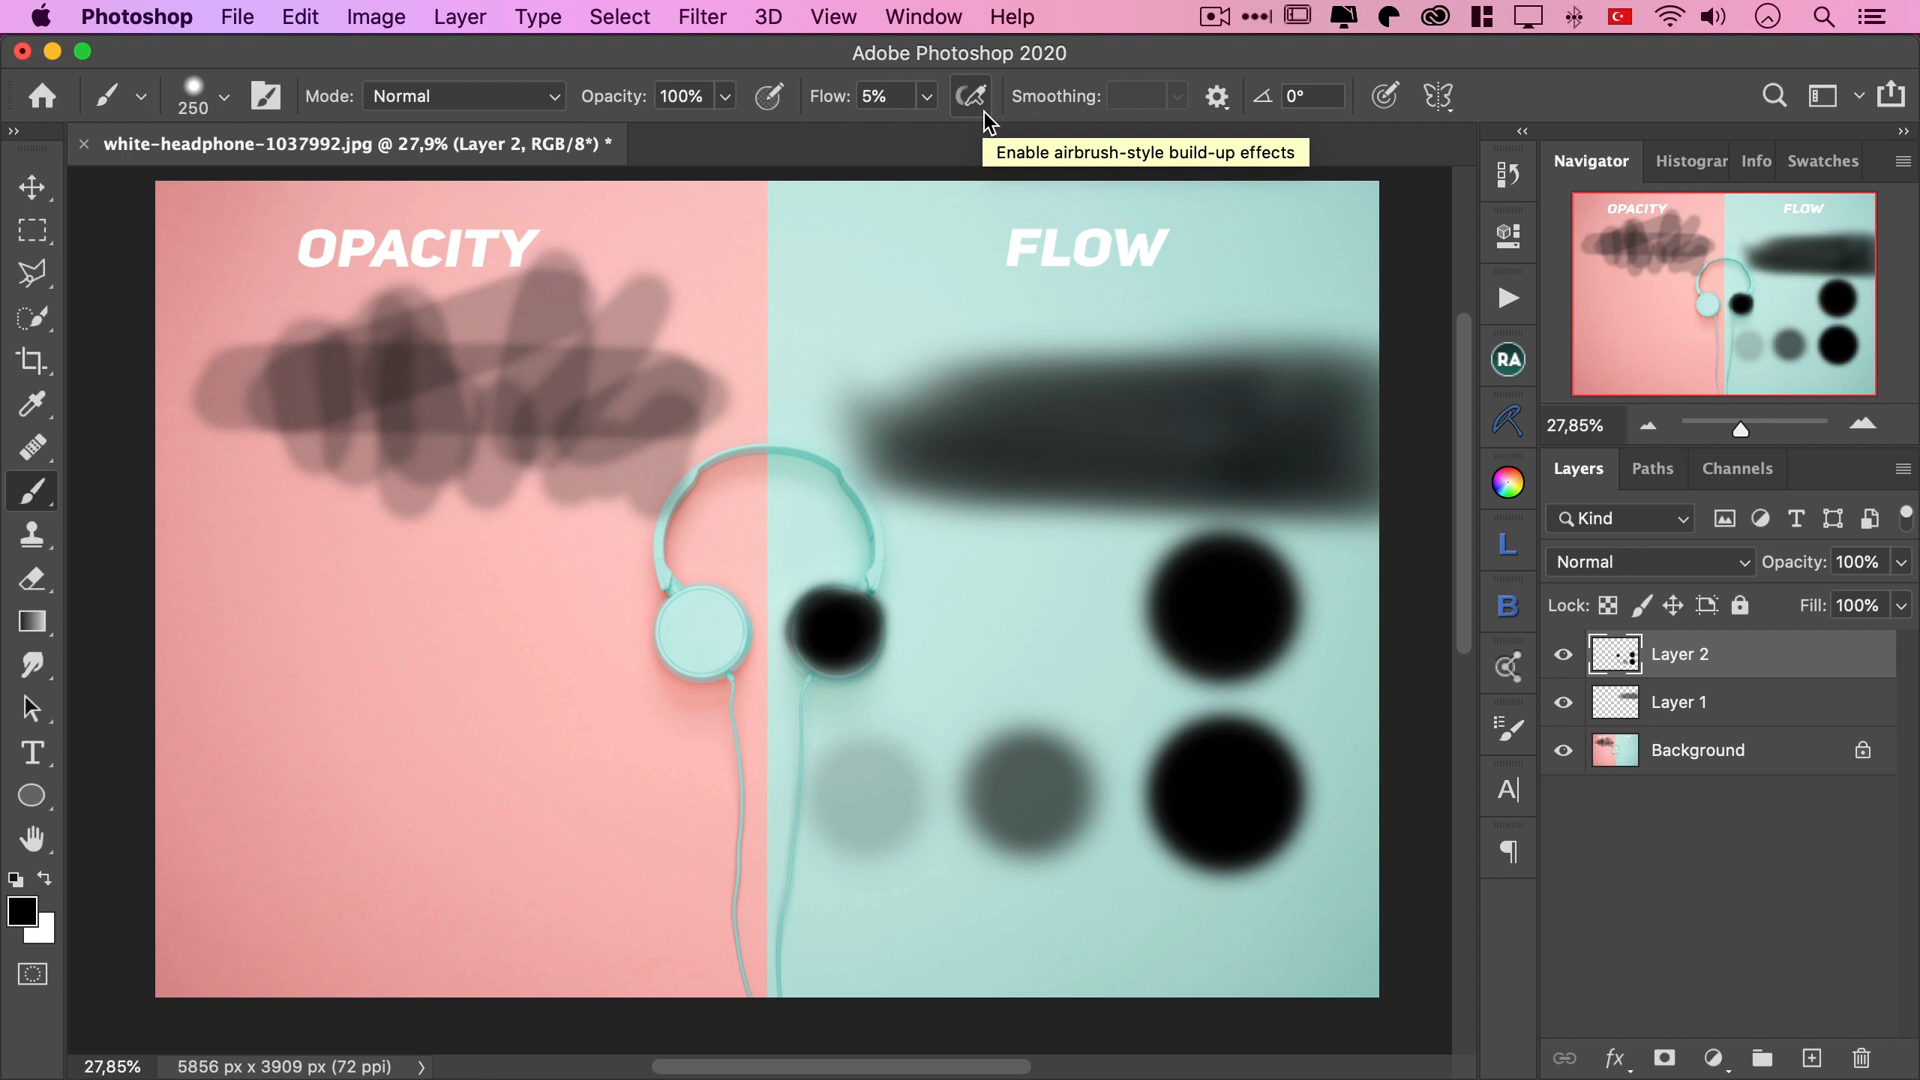 Photoshop File Edit Image Layer Type Select Filter 3D View Window Help
Adobe Photoshop 2020
250 Mode: Normal Opacity: 100% Flow: 5% Smoothing: 0°
white-headphone-1037992.jpg @ 27,9% (Layer 2, RGB/8*) *
Enable airbrush-style build-up effects
Navigator Histograr Info Swatches
OPACITY FLOW
OPACITY FLOW
RA
27,85%
Layers Paths Channels
Kind
L
Normal Opacity: 100%
B
Lock: Fill: 100%
Layer 2
Layer 1
Background
27,85% 5856 px x 3909 px (72 ppi)